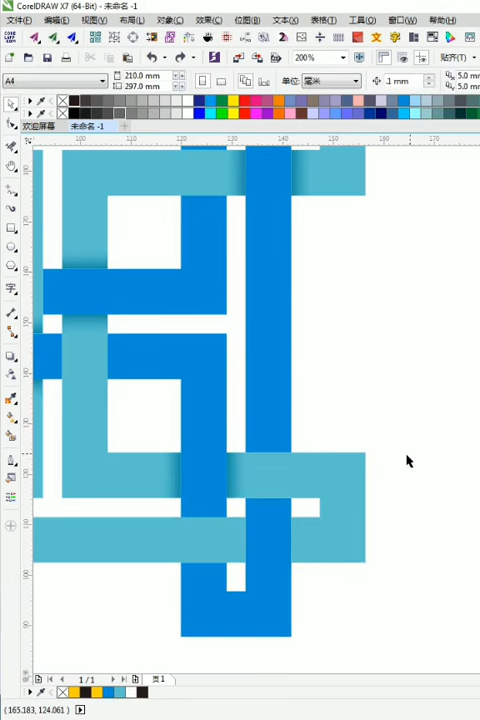 CorelDRAW X7 (64-Bit) - 未命名 -1
文件(F) 编辑(E) 视图(V) 布局(L) 对象(C) 效果(C) 位图(B) 文本(X) 表格(T) 工具(O) 窗口(W) 帮助(H)
200% 贴齐(T)
A4 210.0 mm 297.0 mm 单位: 毫米 .1 mm 5.0 m 5.0 m
欢迎屏幕 未命名 -1
100 110 120 130 140 150 160 170
1 / 1 页1
(165.183, 124.061)